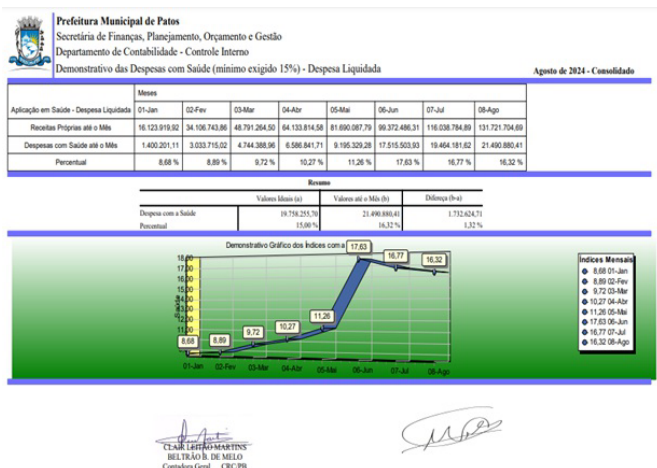 Prefeitura Municipal de Patos
Secretária de Finanças, Planejamento, Orçamento e Gestão
Departamento de Contabilidade - Controle Interno
Demonstrativo das Despesas com Saúde (mínimo exigido 15%) - Despesa Liquidada
Agosto de 2024 - Consolidado
Meses
Aplicação em Saúde - Despesa Liquidada 01-Jan 02-Fev 03-Mar 04-Abr 05-Mai 06-Jun 07-Jul 08-Ago
Receitas Próprias até o Mês 16.123.919,92 34.106.743,86 48.791.264,50 64.133.814,58 81.690.087,79 99.372.486,31 116.038.784,89 131.721.704,69
Despesas com Saúde até o Mês 1.400.201,11 3.033.715,02 4.744.388,96 6.586.841,71 9.195.329,28 17.515.503,93 19.464.181,62 21.490.880,41
Percentual 8,68 % 8,89 % 9,72 % 10,27 % 11,26 % 17,63 % 16,77 % 16,32 %
Resumo
Valores Ideais (a) Valores até o Mês (b) Difereça (b-a)
Despesa com a Saúde 19.758.255,70 21.490.880,41 1.732.624,71
Percentual 15,00 % 16,32 % 1,32 %
Demonstrativo Gráfico dos Índices com a
18,00
17,00
16,00
15,00
14,00
13,00
12,00
11,00
8,68
8,89
9,72
10,27
11,26
17,63
16,77
16,32
01-Jan 02-Fev 03-Mar 04-Abr 05-Mai 06-Jun 07-Jul 08-Ago
Indices Mensais
8,68 01-Jan
8,89 02-Fev
9,72 03-Mar
10,27 04-Abr
11,26 05-Mai
17,63 06-Jun
16,77 07-Jul
16,32 08-Ago
CLAIR LEITÃO MARTINS
BELTRÃO B. DE MELO
Contadora Geral CRC/PB